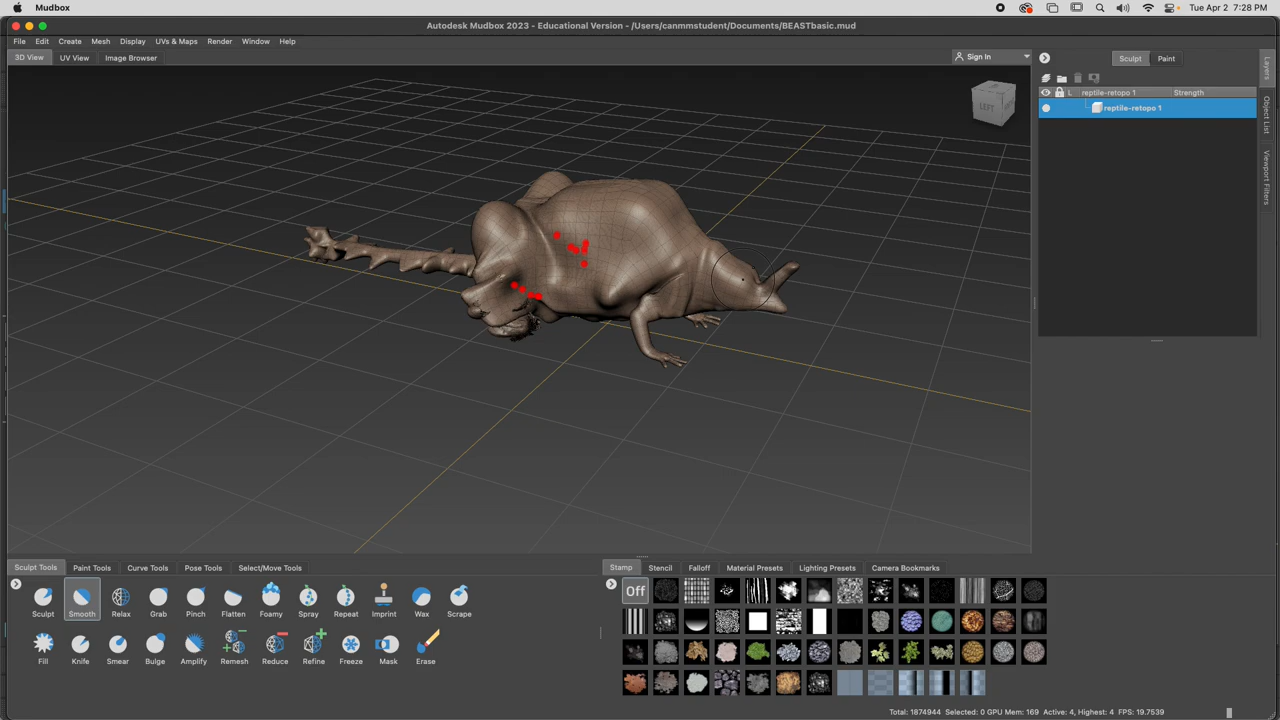 Mudbox
Tue Apr 2 7:28 PM
Autodesk Mudbox 2023 - Educational Version - /Users/canmmstudent/Documents/BEASTbasic.mud
File Edit Create Mesh Display UVs & Maps Render Window Help
3D View UV View Image Browser
Sign In
Sculpt Paint
Layers
Object List
Viewport Filters
L reptile-retopo 1 Strength
reptile-retopo 1
LEFT
Sculpt Tools Paint Tools Curve Tools Pose Tools Select/Move Tools
Sculpt Smooth Relax Grab Pinch Flatten Foamy Spray Repeat Imprint Wax Scrape
Fill Knife Smear Bulge Amplify Remesh Reduce Refine Freeze Mask Erase
Stamp Stencil Falloff Material Presets Lighting Presets Camera Bookmarks
Off
Total: 1874944 Selected: 0 GPU Mem: 169 Active: 4, Highest: 4 FPS: 19.7539